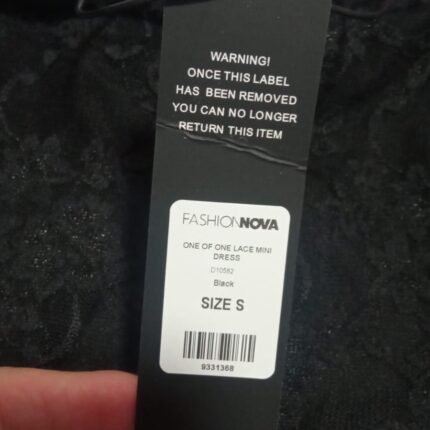 WARNING!
ONCE THIS LABEL
HAS BEEN REMOVED
YOU CAN NO LONGER
RETURN THIS ITEM
FASHIONNOVA
ONE OF ONE LACE MINI
DRESS
D10582
Black
SIZE S
9331368